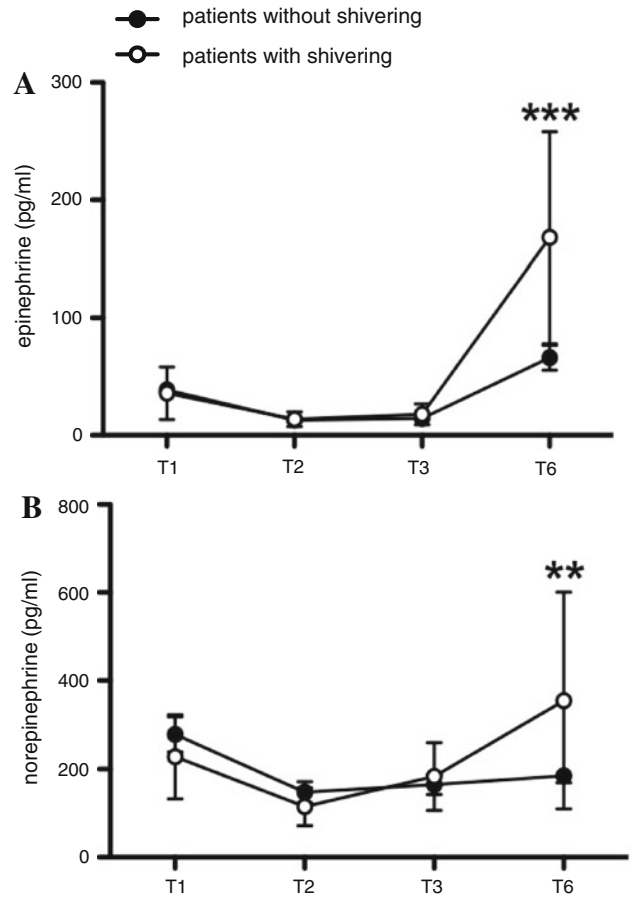 patients without shivering
patients with shivering
A
300
200
100
0
epinephrine (pg/ml)
***
T1 T2 T3 T6
B
800
600
400
200
0
norepinephrine (pg/ml)
**
T1 T2 T3 T6